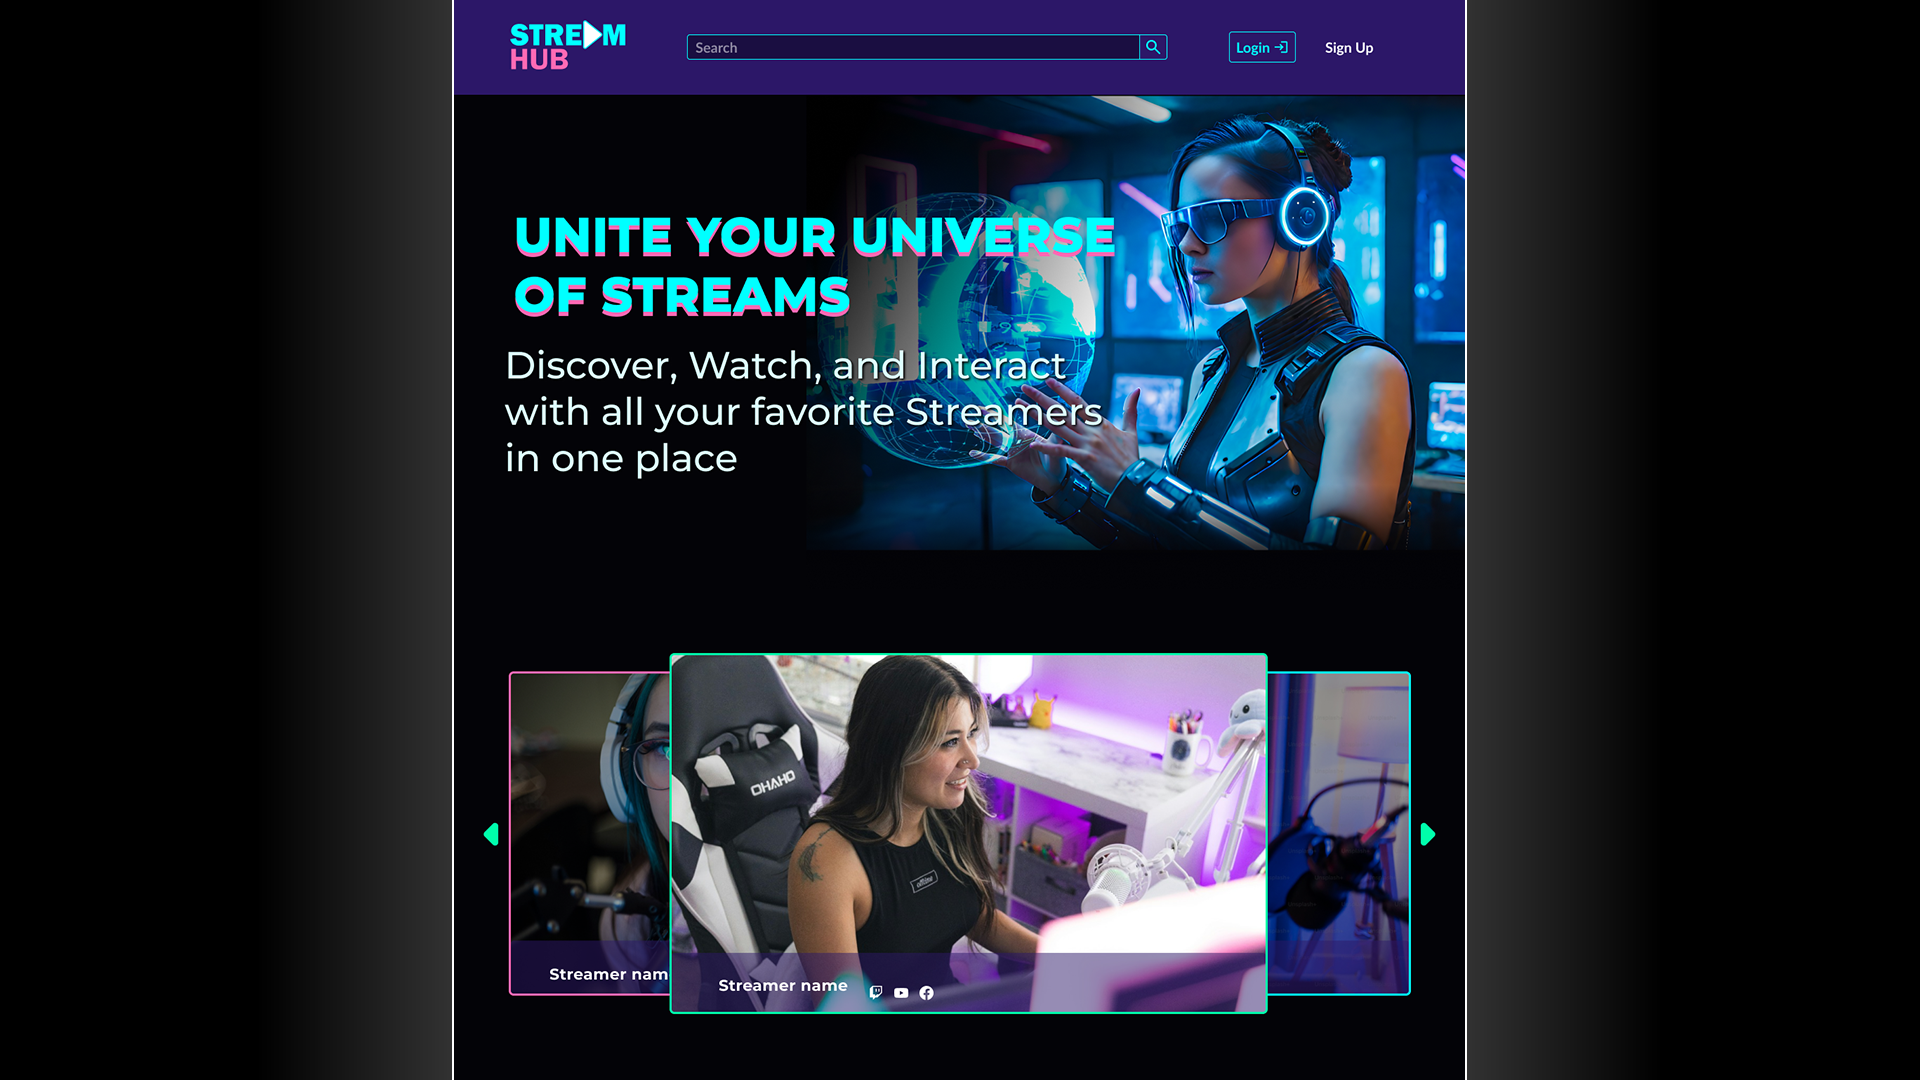 STREAM
HUB
Search
Login
Sign Up
UNITE YOUR UNIVERSE
OF STREAMS
Discover, Watch, and Interact
with all your favorite Streamers
in one place
OHAHO
Streamer nam
Streamer name